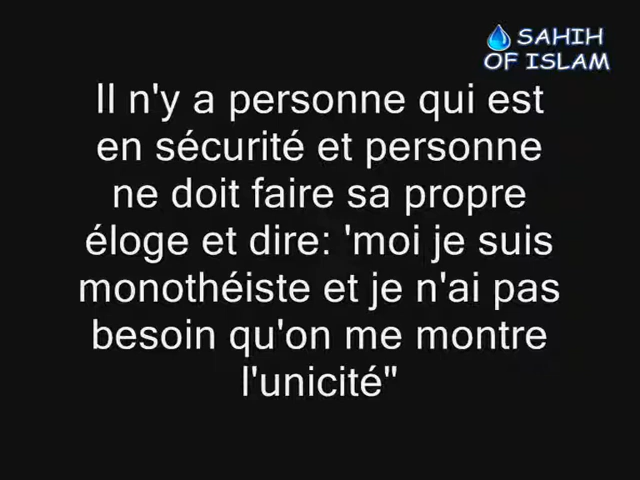 SAHIH
OF ISLAM
Il n'y a personne qui est
en sécurité et personne
ne doit faire sa propre
éloge et dire: 'moi je suis
monothéiste et je n'ai pas
besoin qu'on me montre
l'unicité"